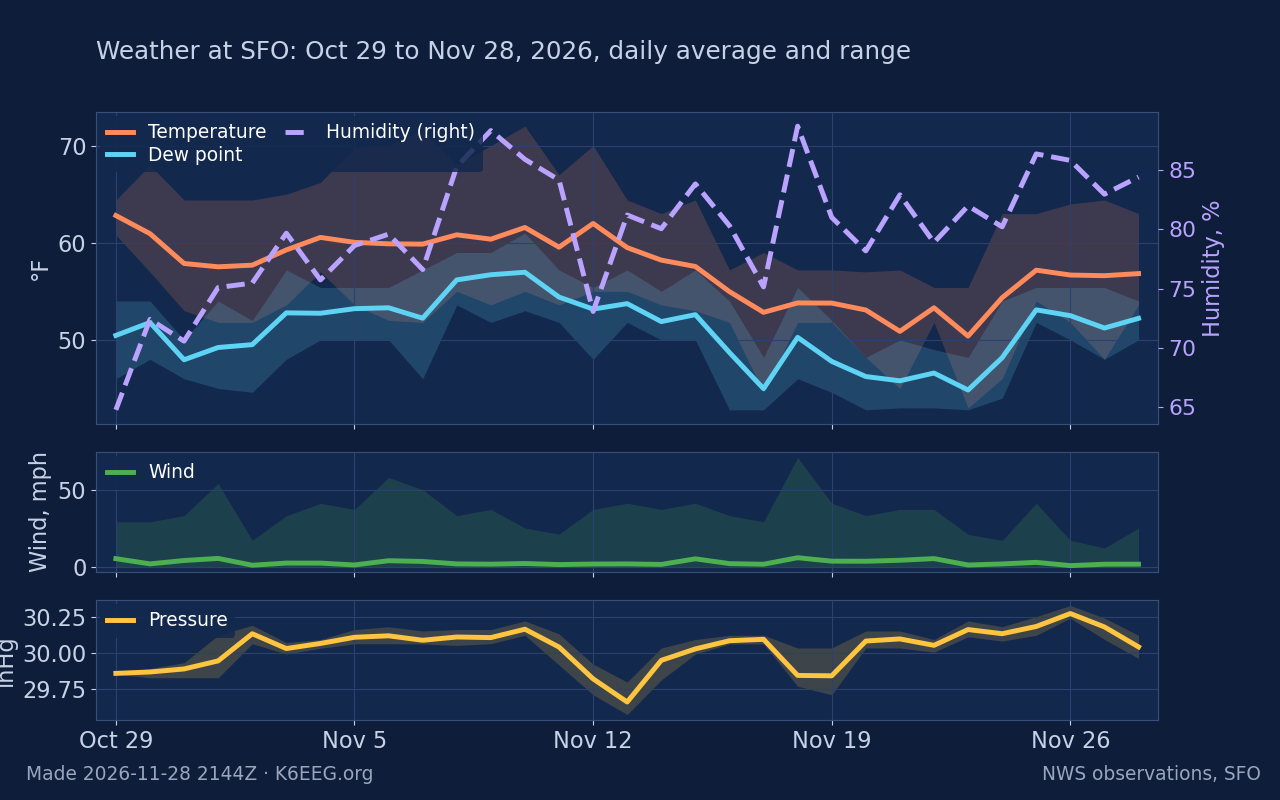 Weather at SFO: Oct 29 to Nov 28, 2026, daily average and range
Temperature
Humidity (right)
Dew point
70
60
50
°F
85
80
75
70
65
Humidity, %
Wind
50
0
Wind, mph
Pressure
30.25
30.00
29.75
InHg
Oct 29
Nov 5
Nov 12
Nov 19
Nov 26
Made 2026-11-28 2144Z · K6EEG.org
NWS observations, SFO